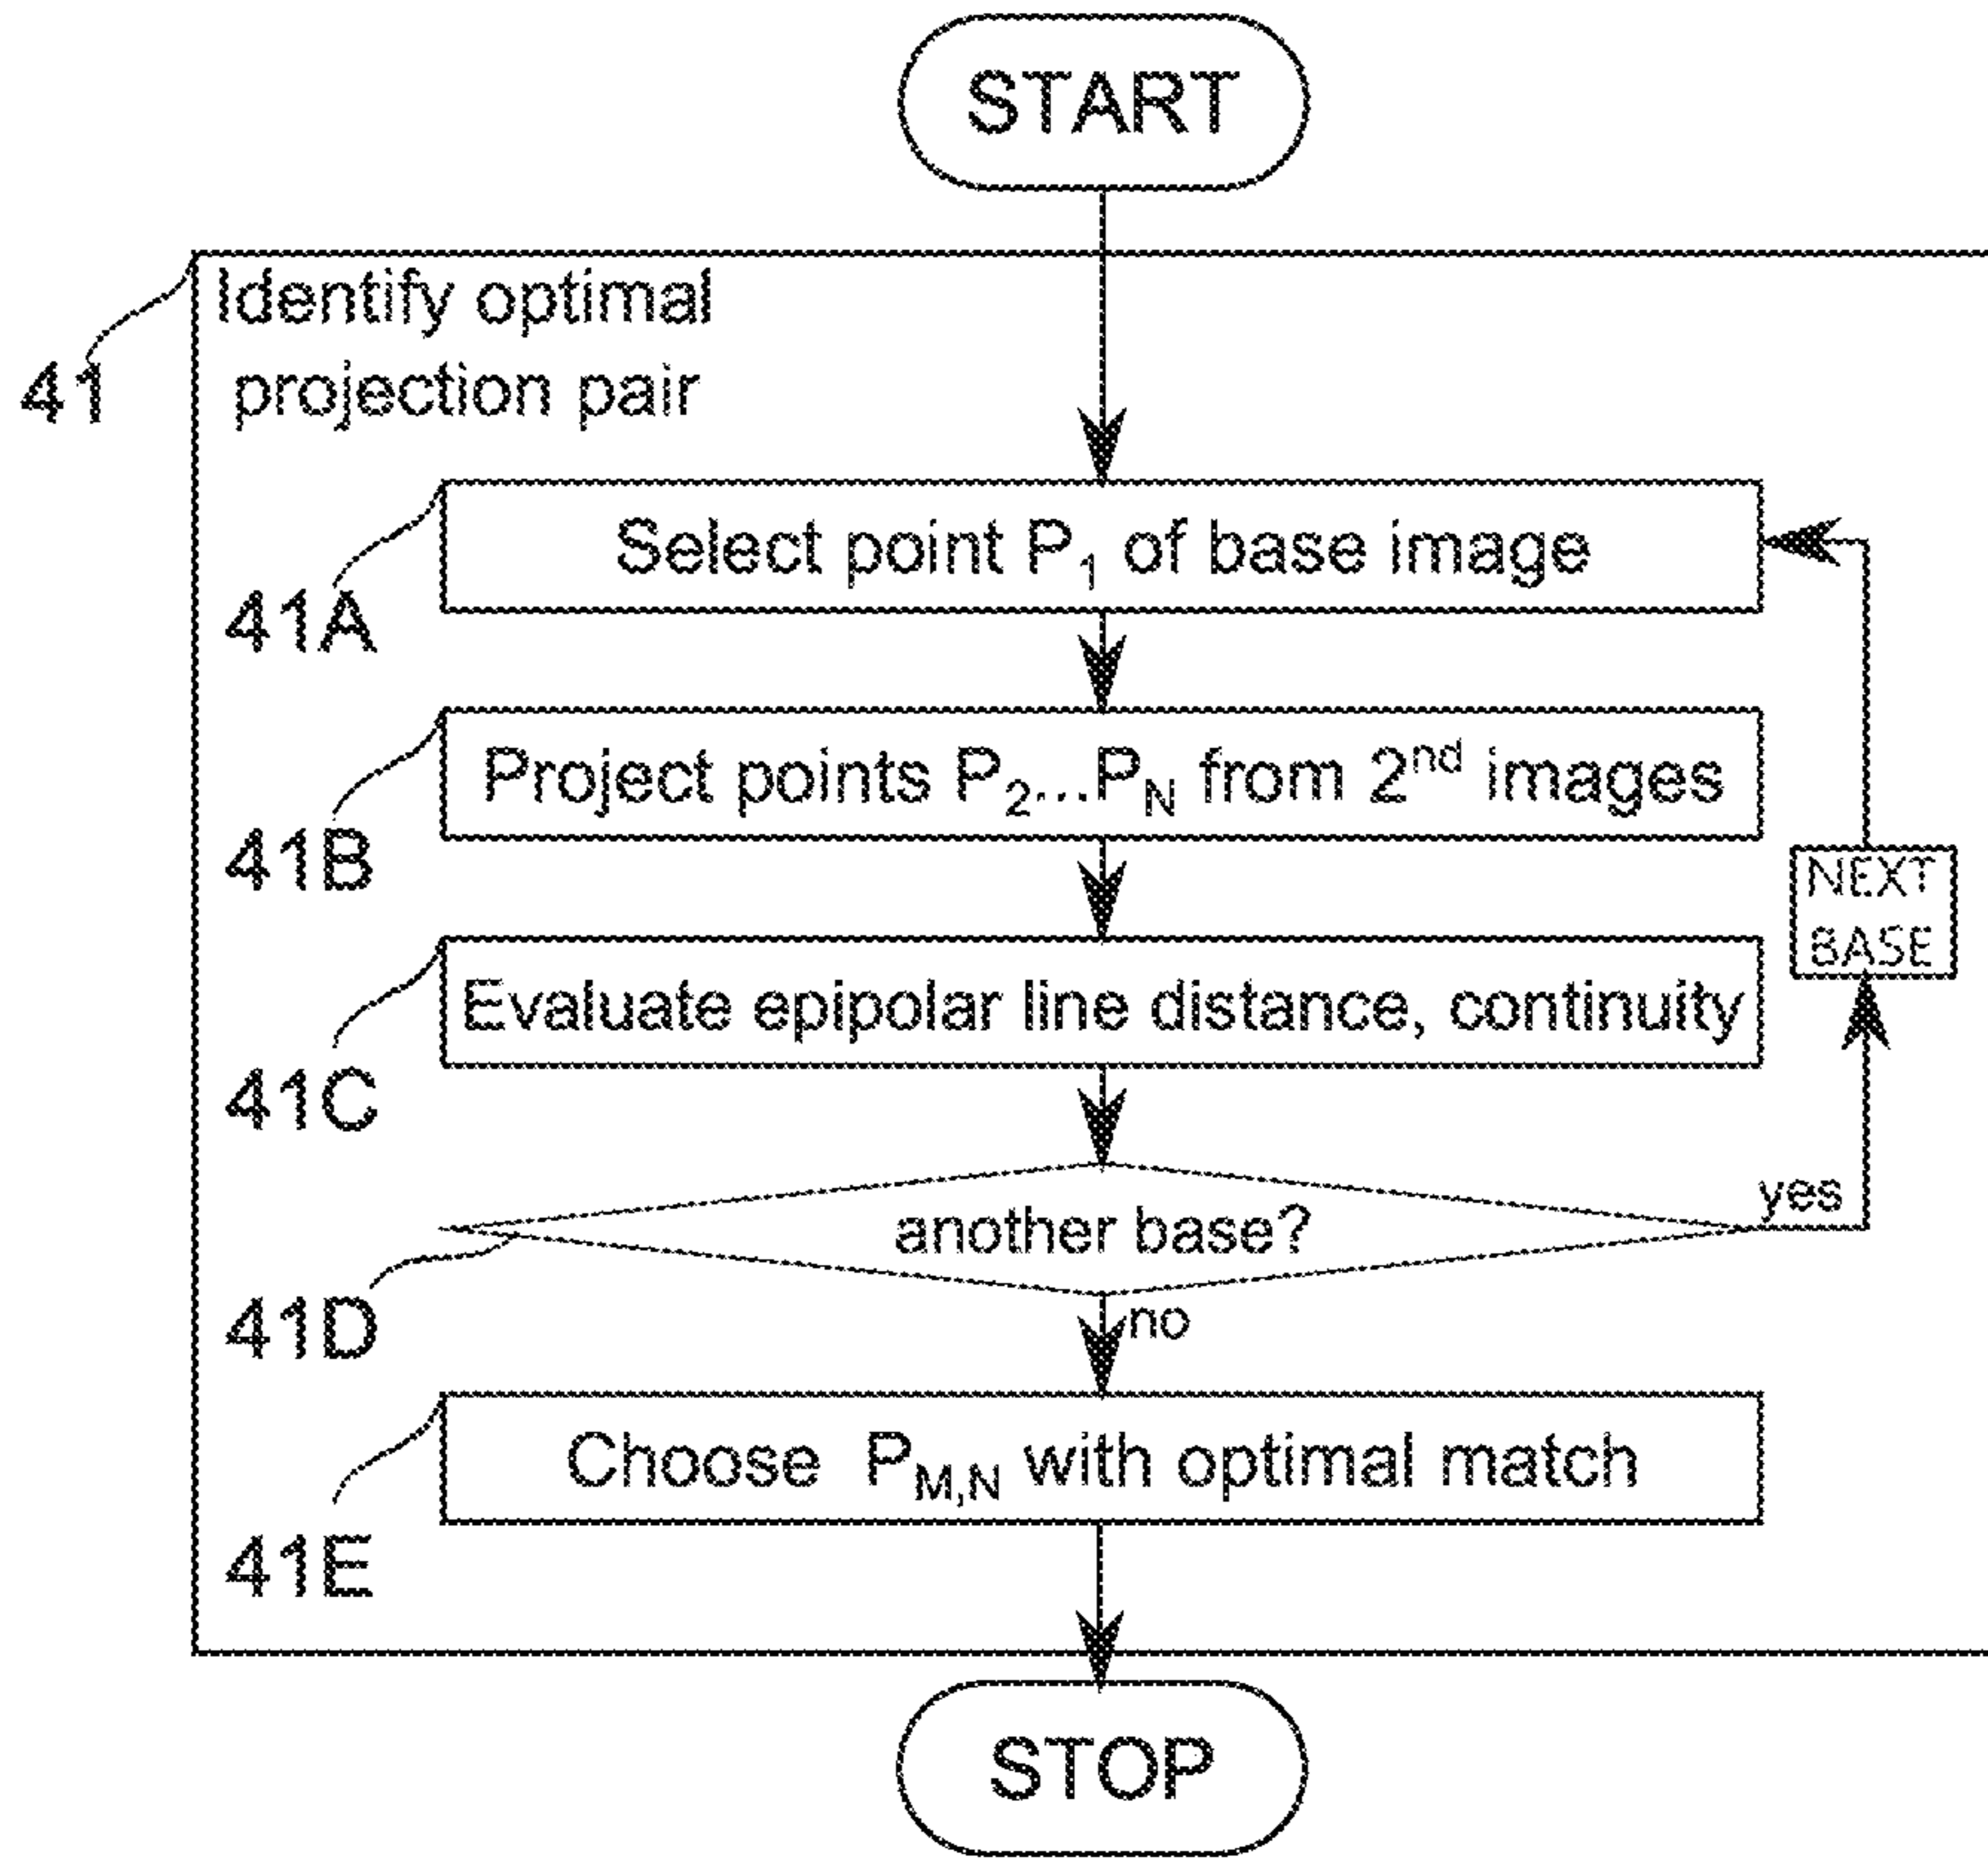 START
Identify optimal
projection pair
41
Select point P₁ of base image
41A
Project points P₂...P_N from 2ⁿᵈ images
41B
NEXT
BASE
Evaluate epipolar line distance, continuity
41C
yes
another base?
41D
no
Choose P_M,N with optimal match
41E
STOP